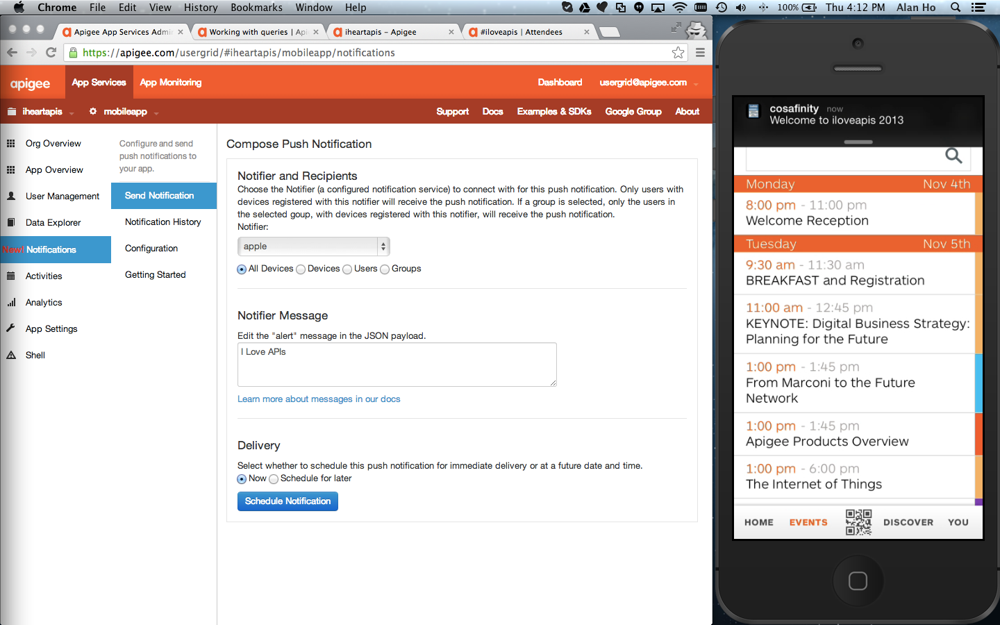 Chrome File Edit View History Bookmarks Window Help 100% Thu 4:12 PM Alan Ho
Apigee App Services Admi
Working with queries | Api
iheartapis – Apigee
#iloveapis | Attendees
https://apigee.com/usergrid/#iheartapis/mobileapp/notifications
apigee App Services App Monitoring Dashboard usergrid@apigee.com
iheartapis mobileapp Support Docs Examples & SDKs Google Group About
Org Overview
App Overview
User Management
Data Explorer
New! Notifications
Activities
Analytics
App Settings
Shell
Configure and send
push notifications to
your app.
Send Notification
Notification History
Configuration
Getting Started
Compose Push Notification
Notifier and Recipients
Choose the Notifier (a configured notification service) to connect with for this push notification. Only users with
devices registered with this notifier will receive the push notification. If a group is selected, only the users in
the selected goup, with devices registered with this notifier, will receive the push notification.
Notifier:
apple
All Devices Devices Users Groups
Notifier Message
Edit the "alert" message in the JSON payload.
I Love APIs
Learn more about messages in our docs
Delivery
Select whether to schedule this push notification for immediate delivery or at a future date and time.
Now Schedule for later
Schedule Notification
cosafinity now
Welcome to iloveapis 2013
Monday Nov 4th
8:00 pm - 11:00 pm
Welcome Reception
Tuesday Nov 5th
9:30 am - 11:30 am
BREAKFAST and Registration
11:00 am - 12:45 pm
KEYNOTE: Digital Business Strategy:
Planning for the Future
1:00 pm - 1:45 pm
From Marconi to the Future
Network
1:00 pm - 1:45 pm
Apigee Products Overview
1:00 pm - 6:00 pm
The Internet of Things
HOME EVENTS DISCOVER YOU